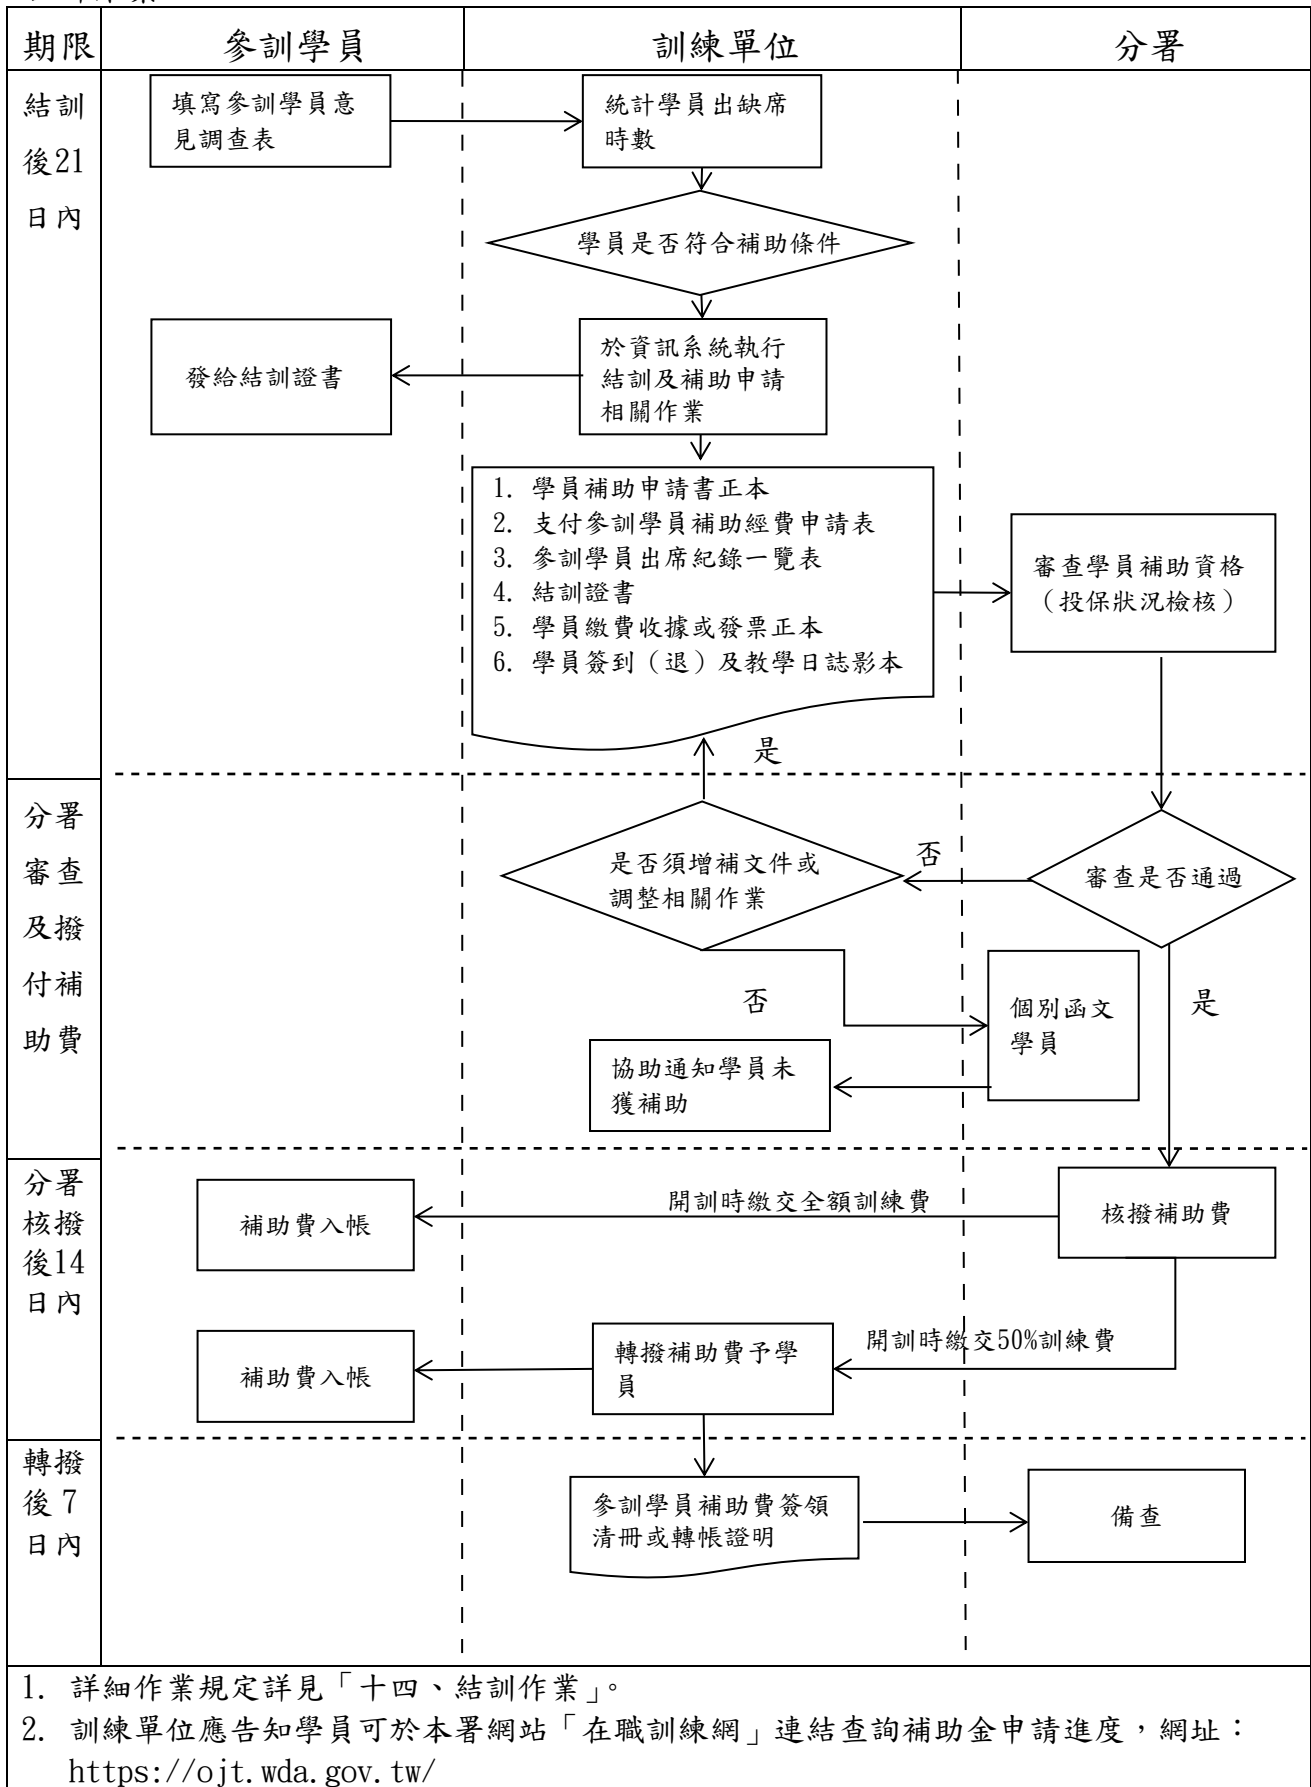 期限
參訓學員
訓練單位
分署
結訓
後21
日內
填寫參訓學員意
見調查表
統計學員出缺席
時數
學員是否符合補助條件
於資訊系統執行
結訓及補助申請
相關作業
發給結訓證書
1. 學員補助申請書正本
2. 支付參訓學員補助經費申請表
3. 參訓學員出席紀錄一覽表
4. 結訓證書
5. 學員繳費收據或發票正本
6. 學員簽到（退）及教學日誌影本
審查學員補助資格
（投保狀況檢核）
是
分署
審查
及撥
付補
助費
是否須增補文件或
調整相關作業
否
審查是否通過
否
個別函文
學員
是
協助通知學員未
獲補助
分署
核撥
後14
日內
補助費入帳
開訓時繳交全額訓練費
核撥補助費
開訓時繳交50%訓練費
補助費入帳
轉撥補助費予學
員
轉撥
後 7
日內
參訓學員補助費簽領
清冊或轉帳證明
備查
1. 詳細作業規定詳見「十四、結訓作業」。
2. 訓練單位應告知學員可於本署網站「在職訓練網」連結查詢補助金申請進度，網址：
https://ojt.wda.gov.tw/